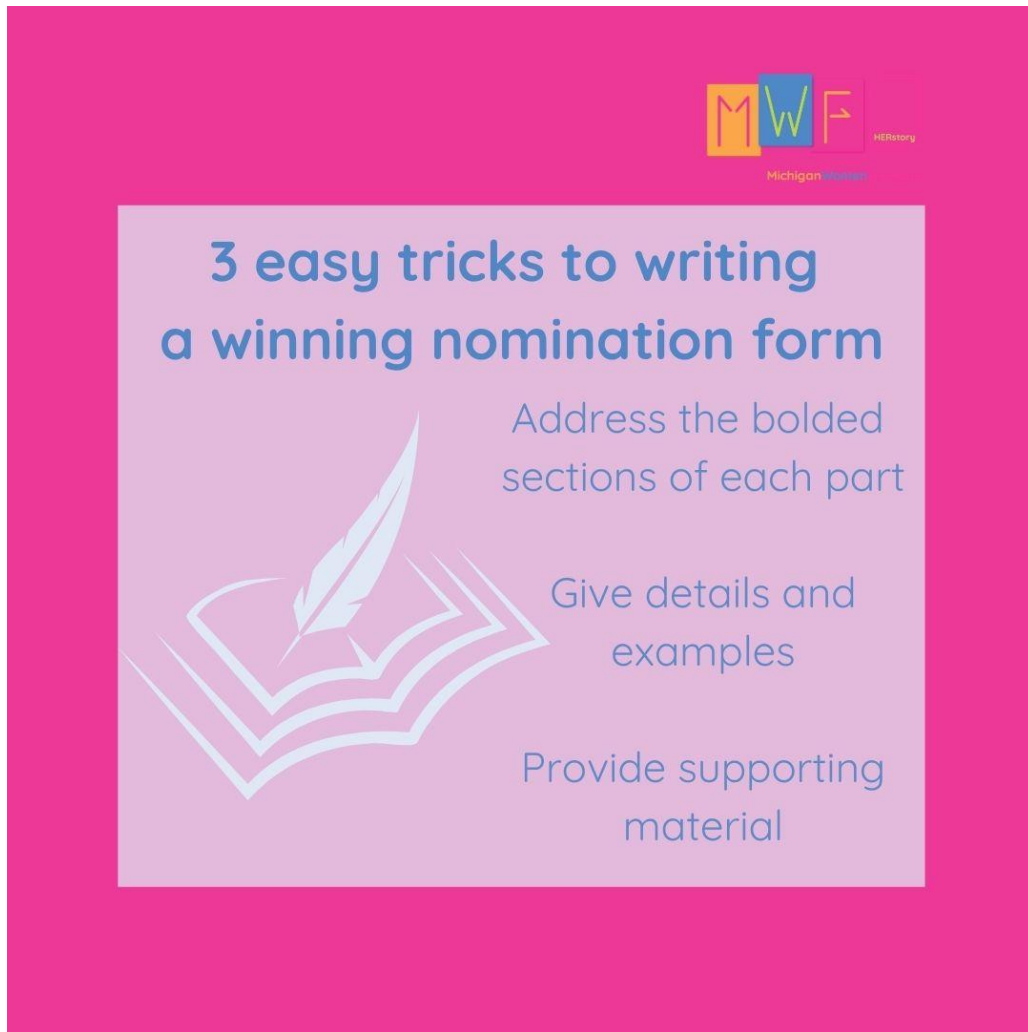 MWF
HERstory
MichiganWomen
3 easy tricks to writing
a winning nomination form
Address the bolded
sections of each part
Give details and
examples
Provide supporting
material